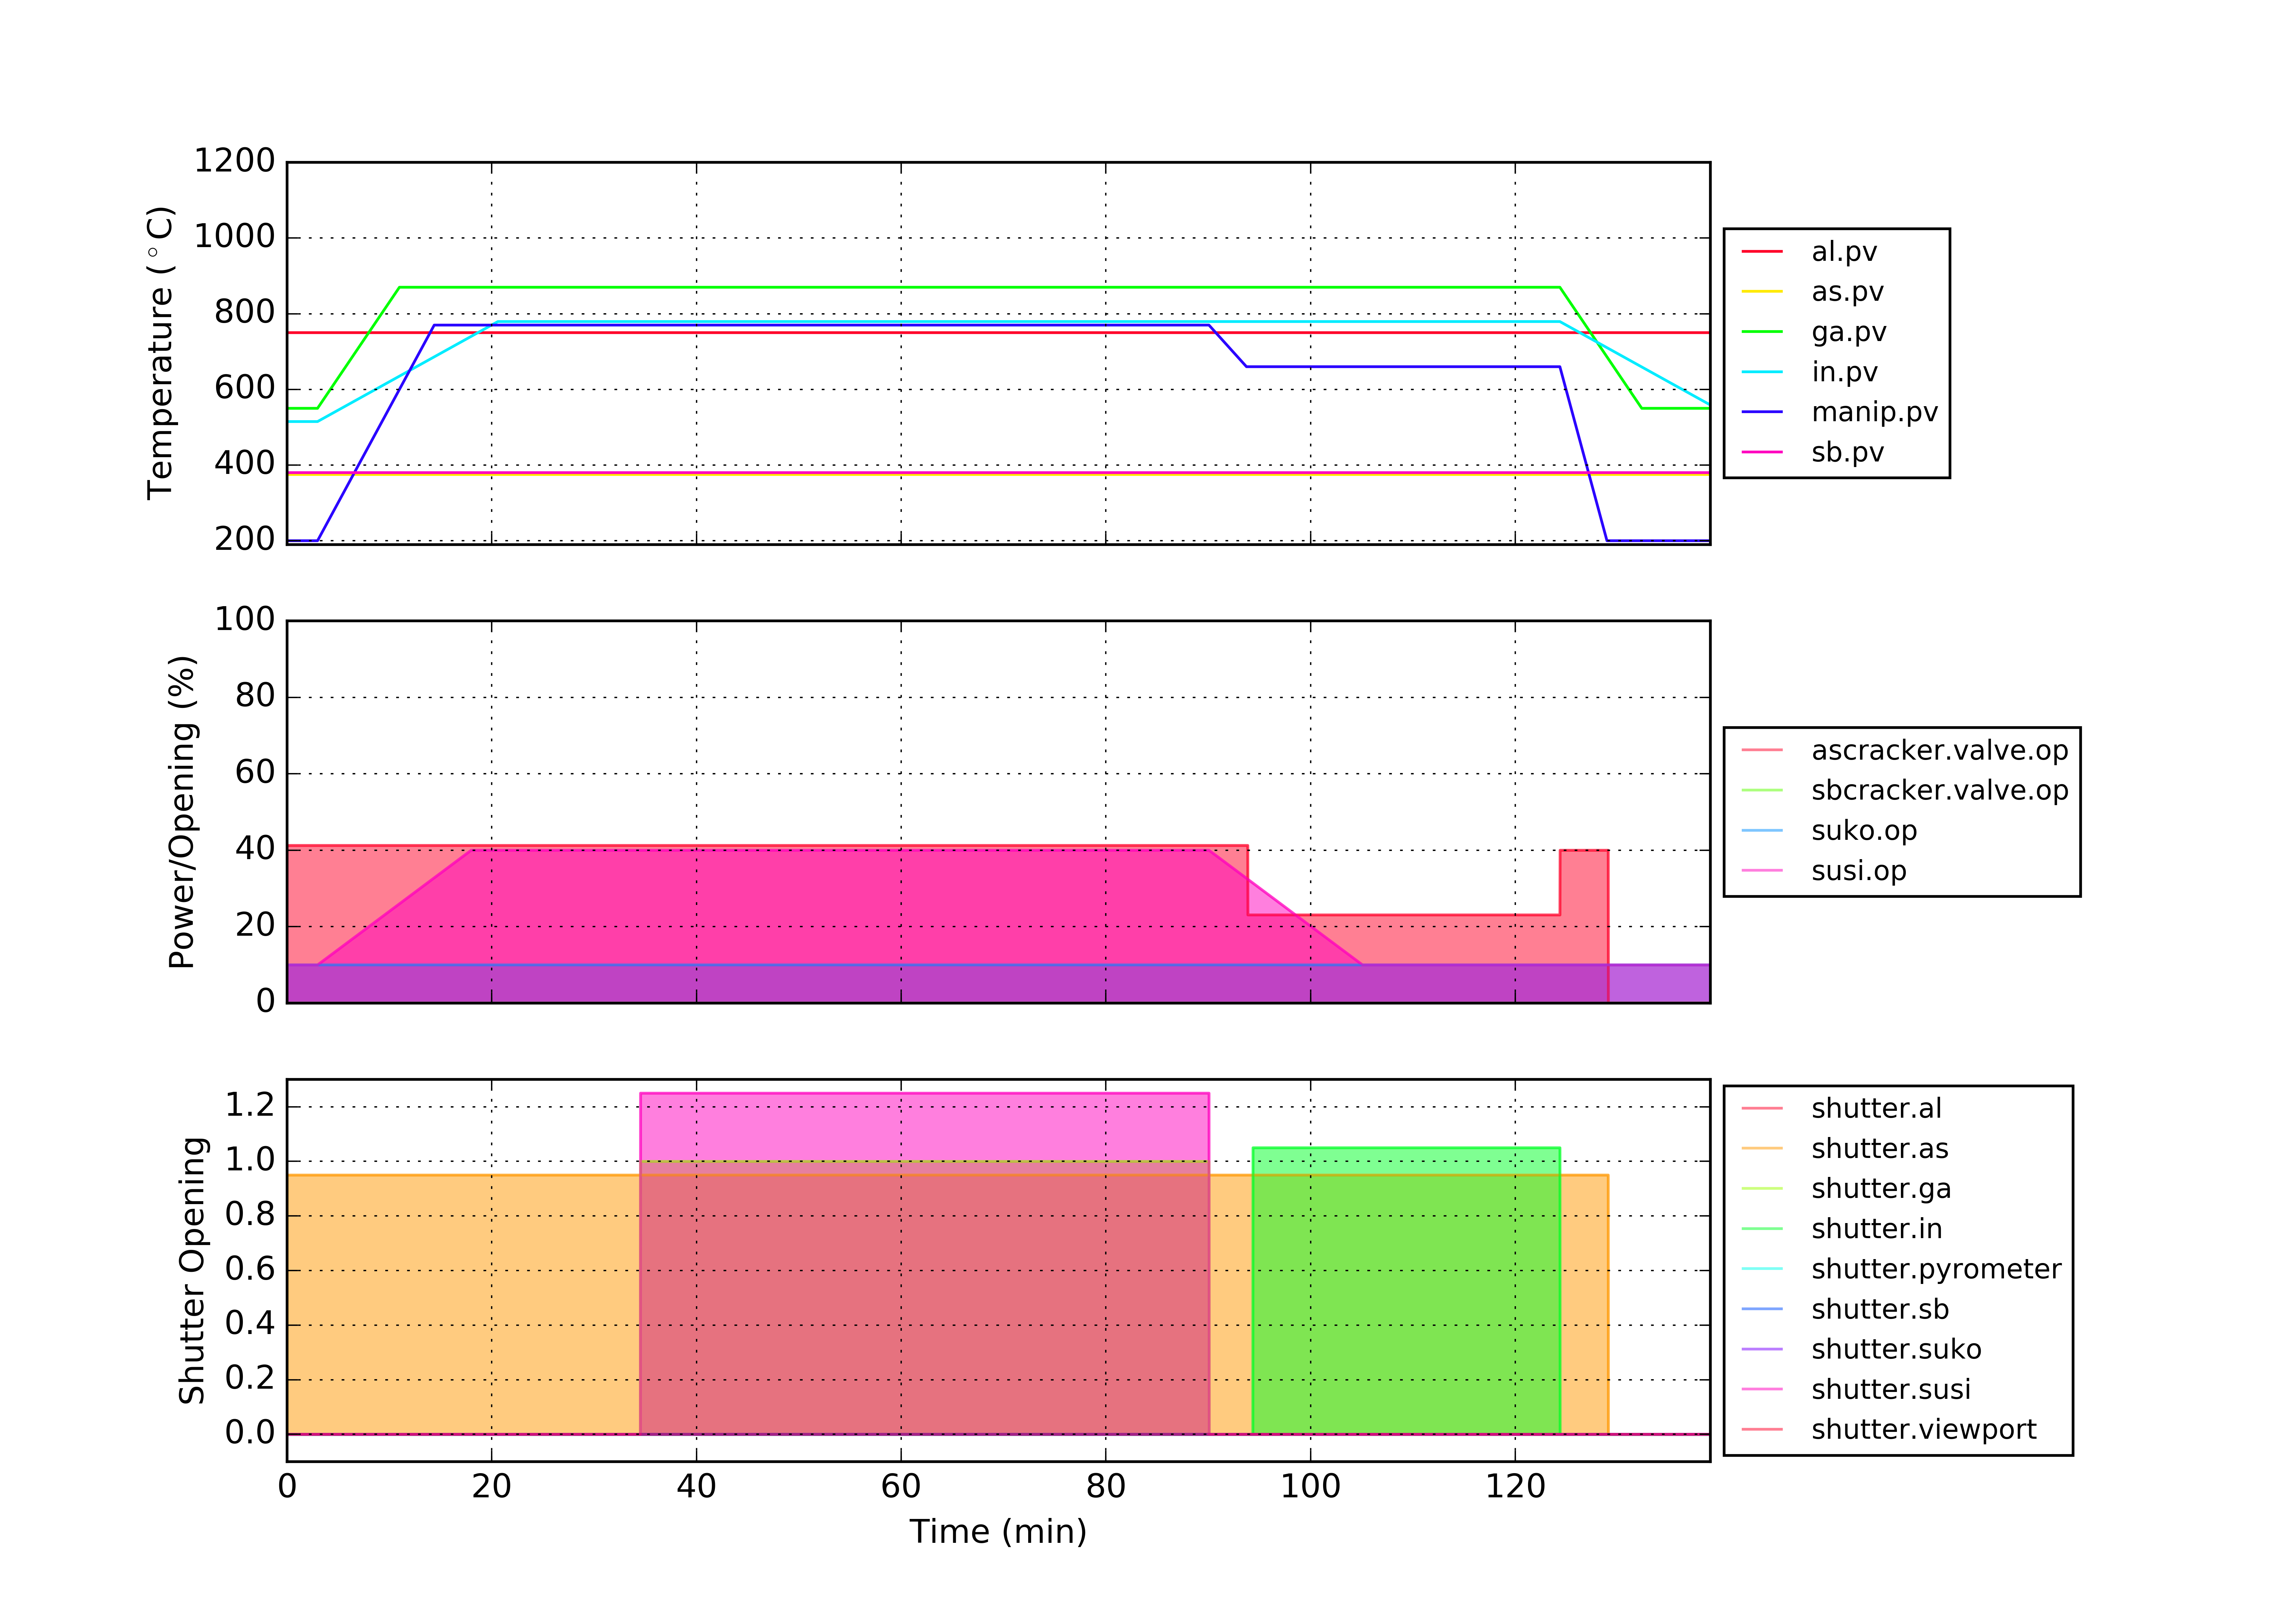 1200
1000
800
600
400
200
Temperature (°C)
al.pv
as.pv
ga.pv
in.pv
manip.pv
sb.pv
100
80
60
40
20
0
Power/Opening (%)
ascracker.valve.op
sbcracker.valve.op
suko.op
susi.op
1.2
1.0
0.8
0.6
0.4
0.2
0.0
Shutter Opening
shutter.al
shutter.as
shutter.ga
shutter.in
shutter.pyrometer
shutter.sb
shutter.suko
shutter.susi
shutter.viewport
0 20 40 60 80 100 120
Time (min)